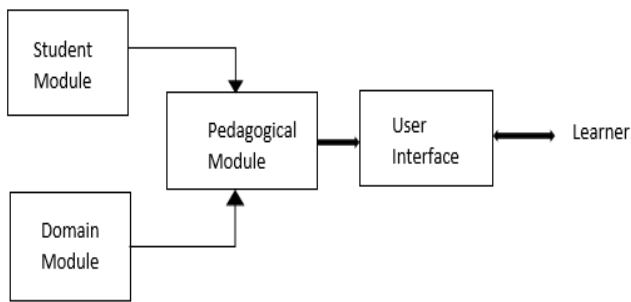 Student
Module
Pedagogical
Module
User
Interface
Learner
Domain
Module